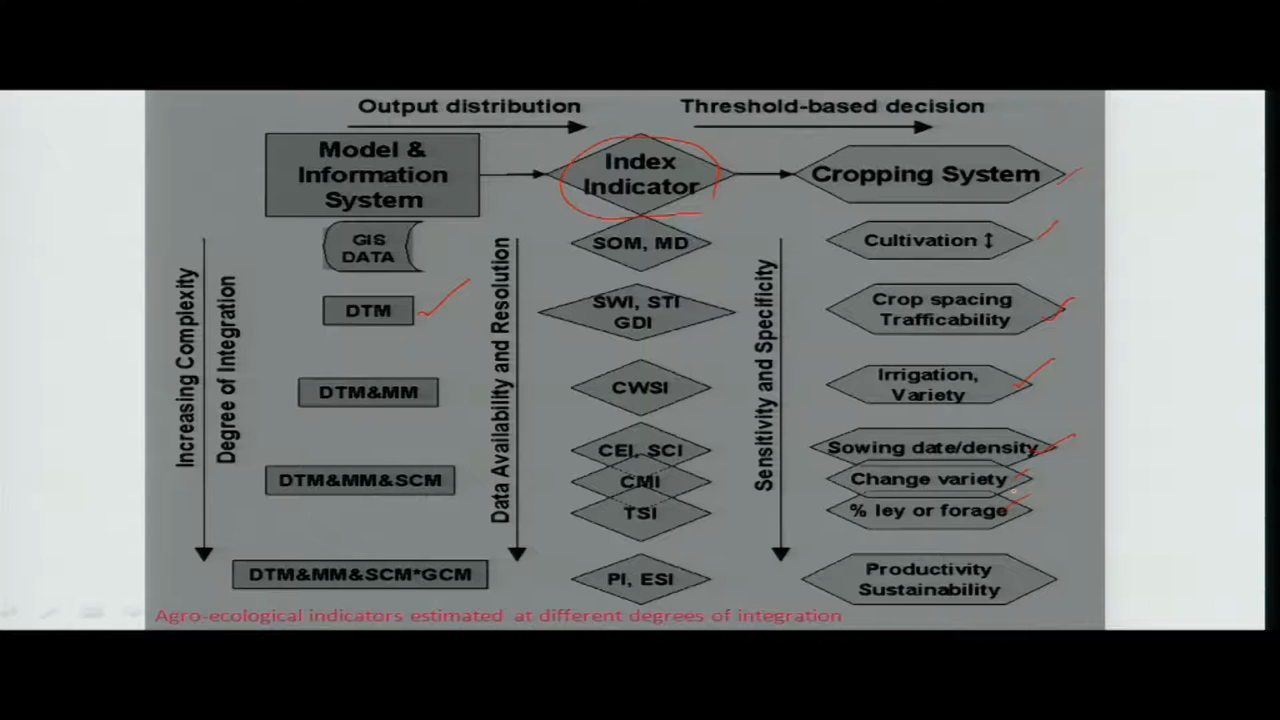 Output distribution
Threshold-based decision
Model &
Information
System
Index
Indicator
Cropping System
GIS
DATA
SOM, MD
Cultivation ↕
DTM
SWI, STI
GDI
Crop spacing
Trafficability
DTM&MM
CWSI
Irrigation,
Variety
CEI, SCI
Sowing date/density
DTM&MM&SCM
CMI
Change variety
TSI
% ley or forage
DTM&MM&SCM*GCM
PI, ESI
Productivity
Sustainability
Increasing Complexity
Degree of Integration
Data Availability and Resolution
Sensitivity and Specificity
Agro-ecological indicators estimated at different degrees of integration